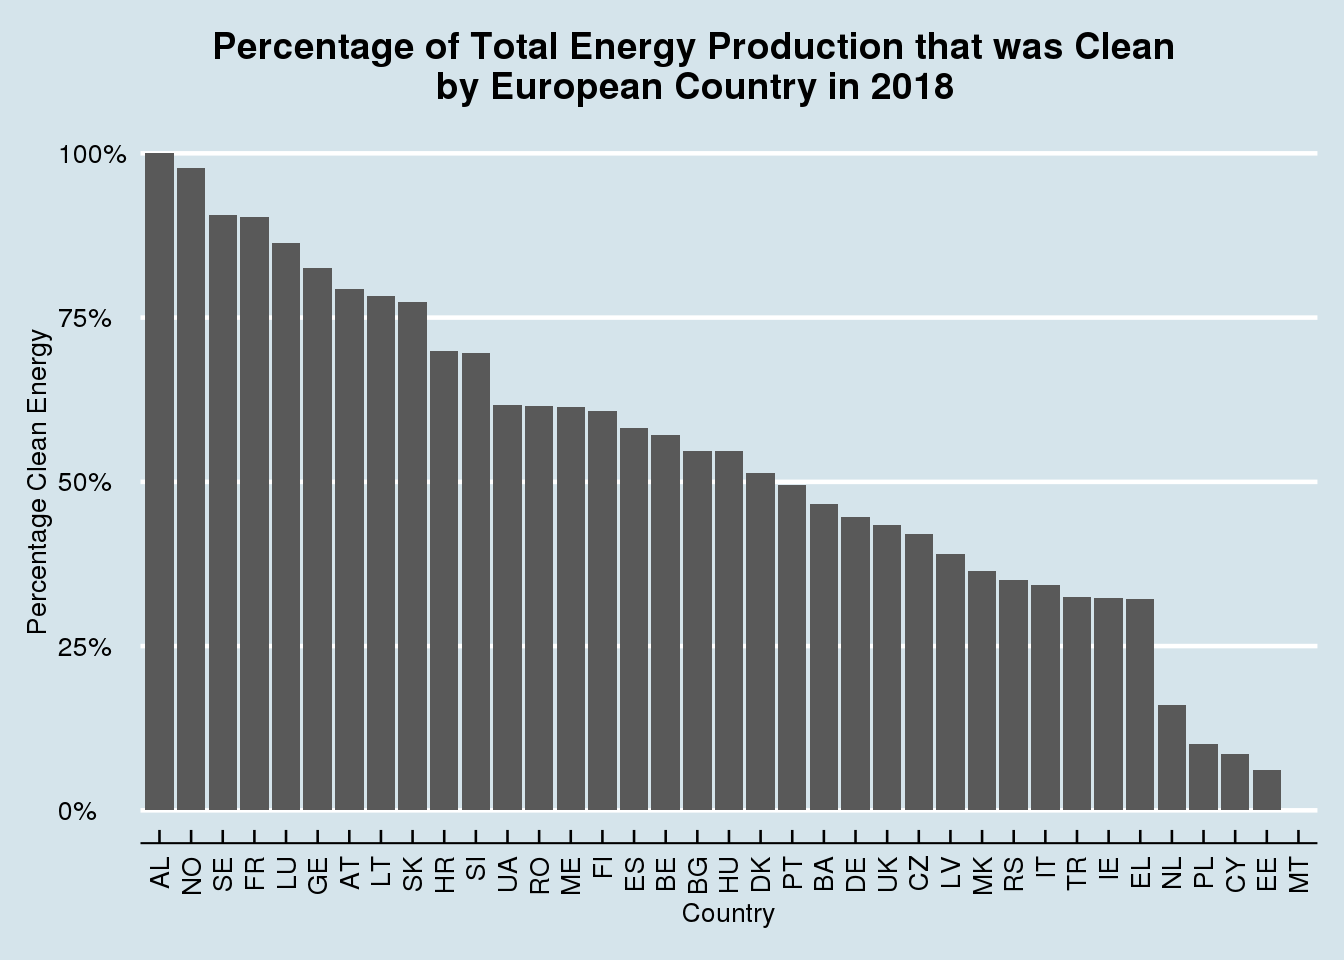 Percentage of Total Energy Production that was Clean
by European Country in 2018
100%
75%
50%
25%
0%
Percentage Clean Energy
AL NO SE FR LU GE AT LT SK HR SI UA RO ME FI ES BE BG HU DK PT BA DE UK CZ LV MK RS IT TR IE EL NL PL CY EE MT
Country